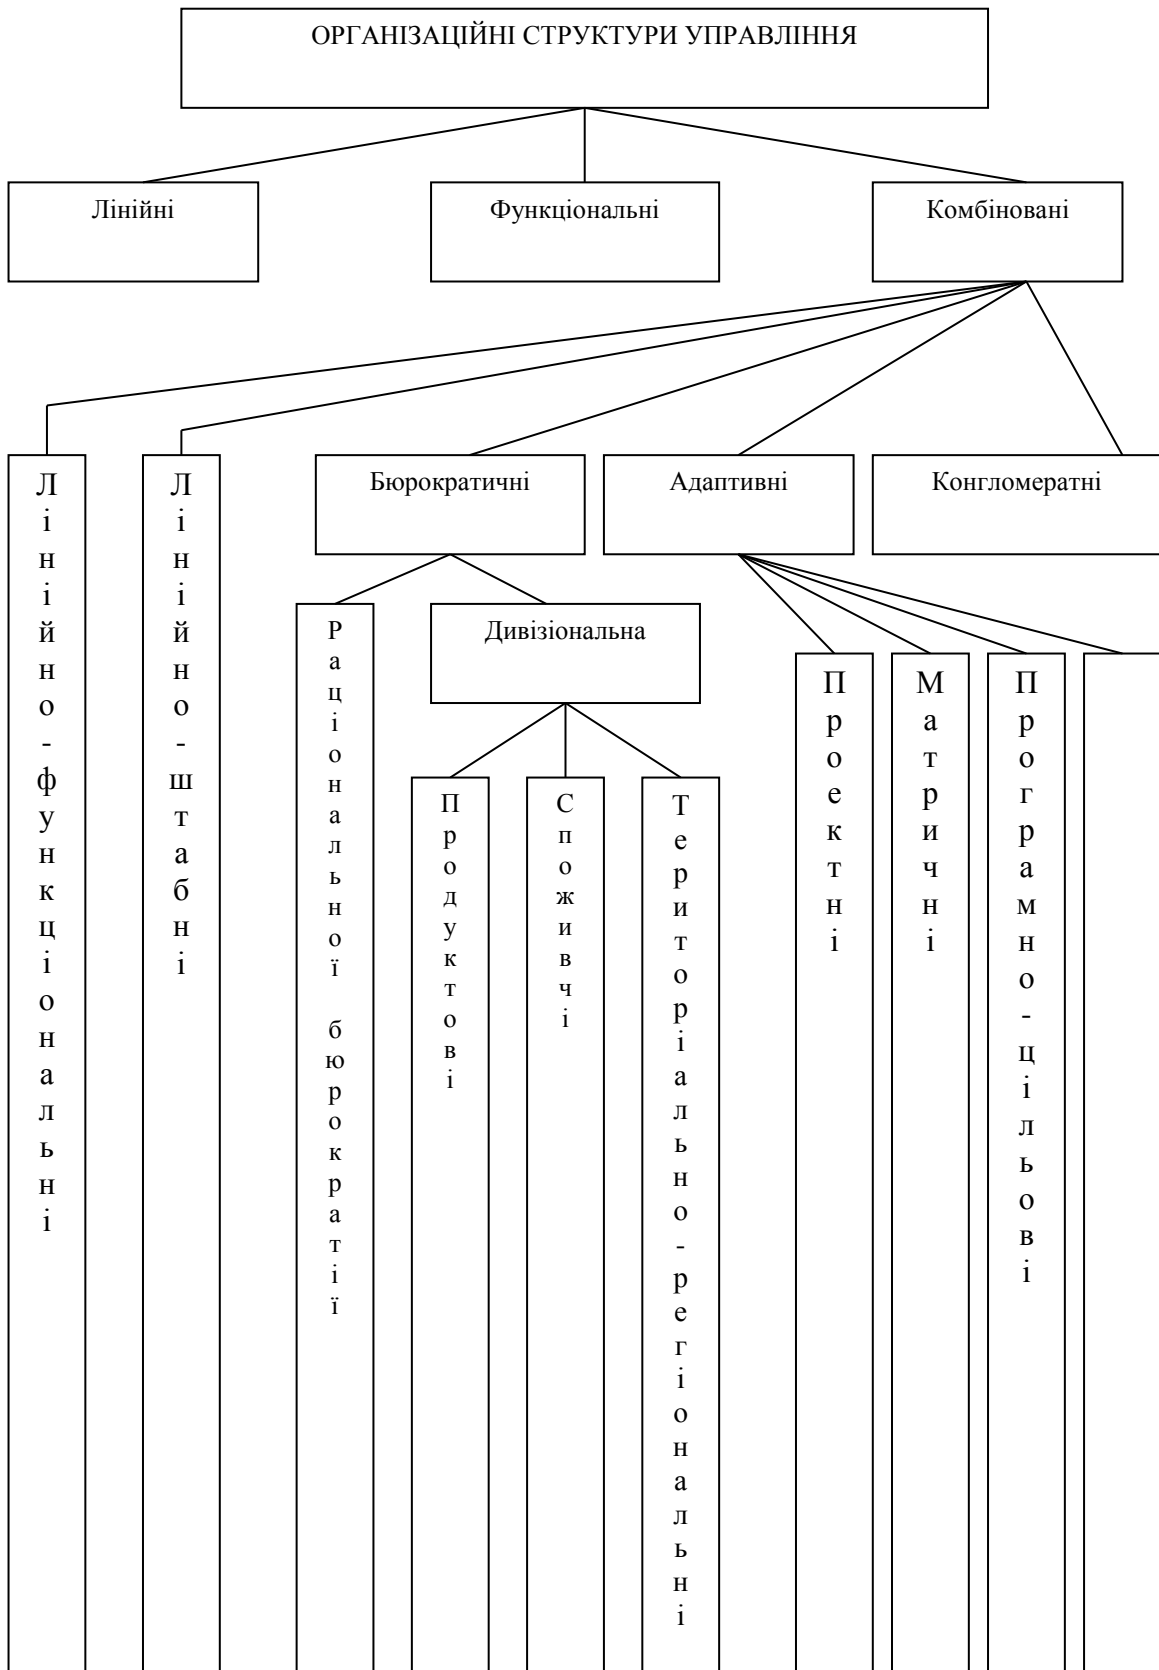 ОРГАНІЗАЦІЙНІ СТРУКТУРИ УПРАВЛІННЯ
Лінійні
Функціональні
Комбіновані
Лінійно-функціональні
Лінійно-штабні
Бюрократичні
Адаптивні
Конгломератні
Раціональної бюрократії
Дивізіональна
Продуктові
Споживчі
Територіально-регіональні
Проектні
Матричні
Програмно-цільові